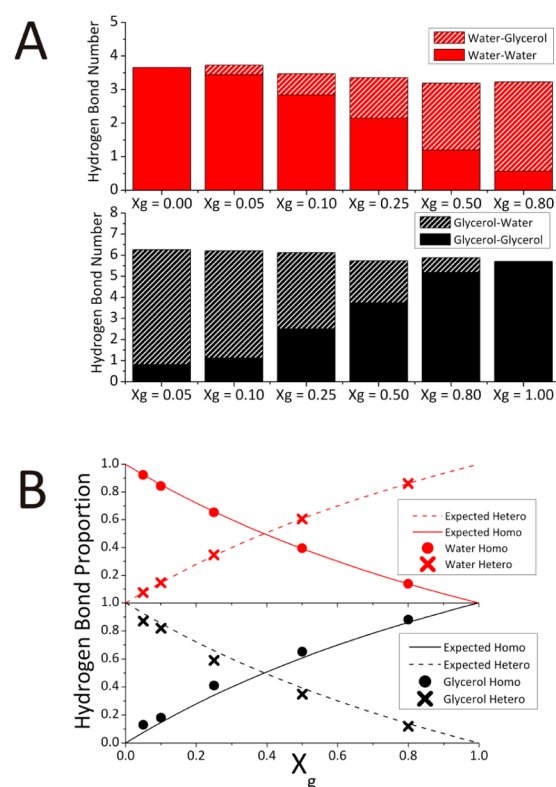 A
Hydrogen Bond Number
5
4
3
2
1
0
Water-Glycerol
Water-Water
Xg = 0.00 Xg = 0.05 Xg = 0.10 Xg = 0.25 Xg = 0.50 Xg = 0.80
Hydrogen Bond Number
8
7
6
5
4
3
2
1
0
Glycerol-Water
Glycerol-Glycerol
Xg = 0.05 Xg = 0.10 Xg = 0.25 Xg = 0.50 Xg = 0.80 Xg = 1.00
B
Hydrogen Bond Proportion
1.0
0.8
0.6
0.4
0.2
Expected Hetero
Expected Homo
Water Homo
Water Hetero
1.0
0.8
0.6
0.4
0.2
0.0
Expected Homo
Expected Hetero
Glycerol Homo
Glycerol Hetero
0.0 0.2 0.4 0.6 0.8 1.0
Xg